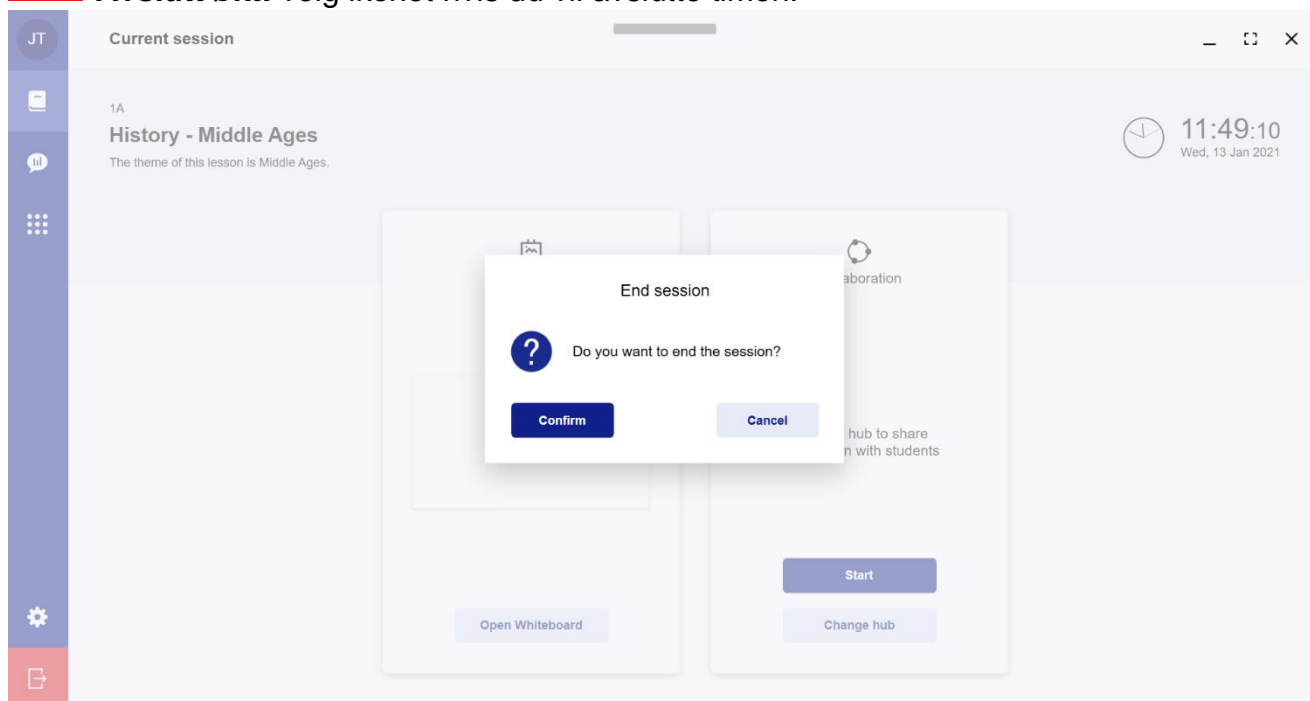 JT
Current session
1A
History - Middle Ages
The theme of this lesson is Middle Ages.
11:49:10
Wed, 13 Jan 2021
aboration
End session
Do you want to end the session?
Confirm
Cancel
hub to share
n with students
Start
Open Whiteboard
Change hub